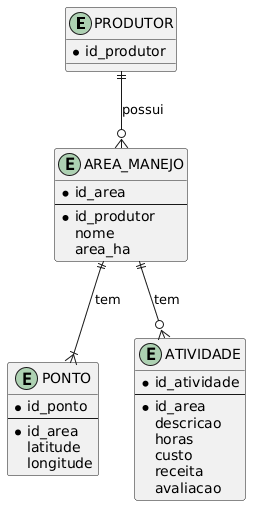 E PRODUTOR
id_produtor
possui
E AREA_MANEJO
id_area
id_produtor
nome
area_ha
tem
tem
E PONTO
id_ponto
id_area
latitude
longitude
E ATIVIDADE
id_atividade
id_area
descricao
horas
custo
receita
avaliacao